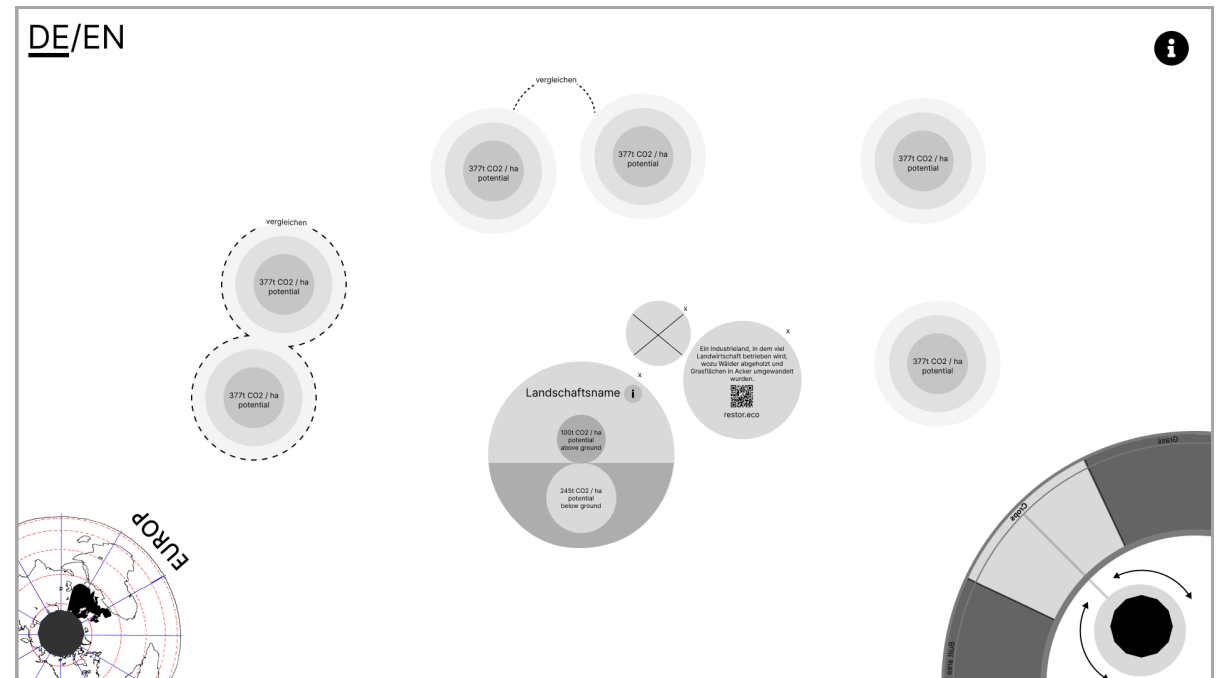 DE/EN
i
vergleichen
377t CO2 / ha
potential
377t CO2 / ha
potential
377t CO2 / ha
potential
vergleichen
377t CO2 / ha
potential
377t CO2 / ha
potential
x
x
Ein Industrieland, in dem viel
Landwirtschaft betrieben wird,
wozu Wälder abgeholzt und
Grasflächen in Acker umgewandelt
wurden.
restor.eco
377t CO2 / ha
potential
x
Landschaftsname i
100t CO2 / ha
potential
above ground
245t CO2 / ha
potential
below ground
EUROP
Grass
Crops
Built area